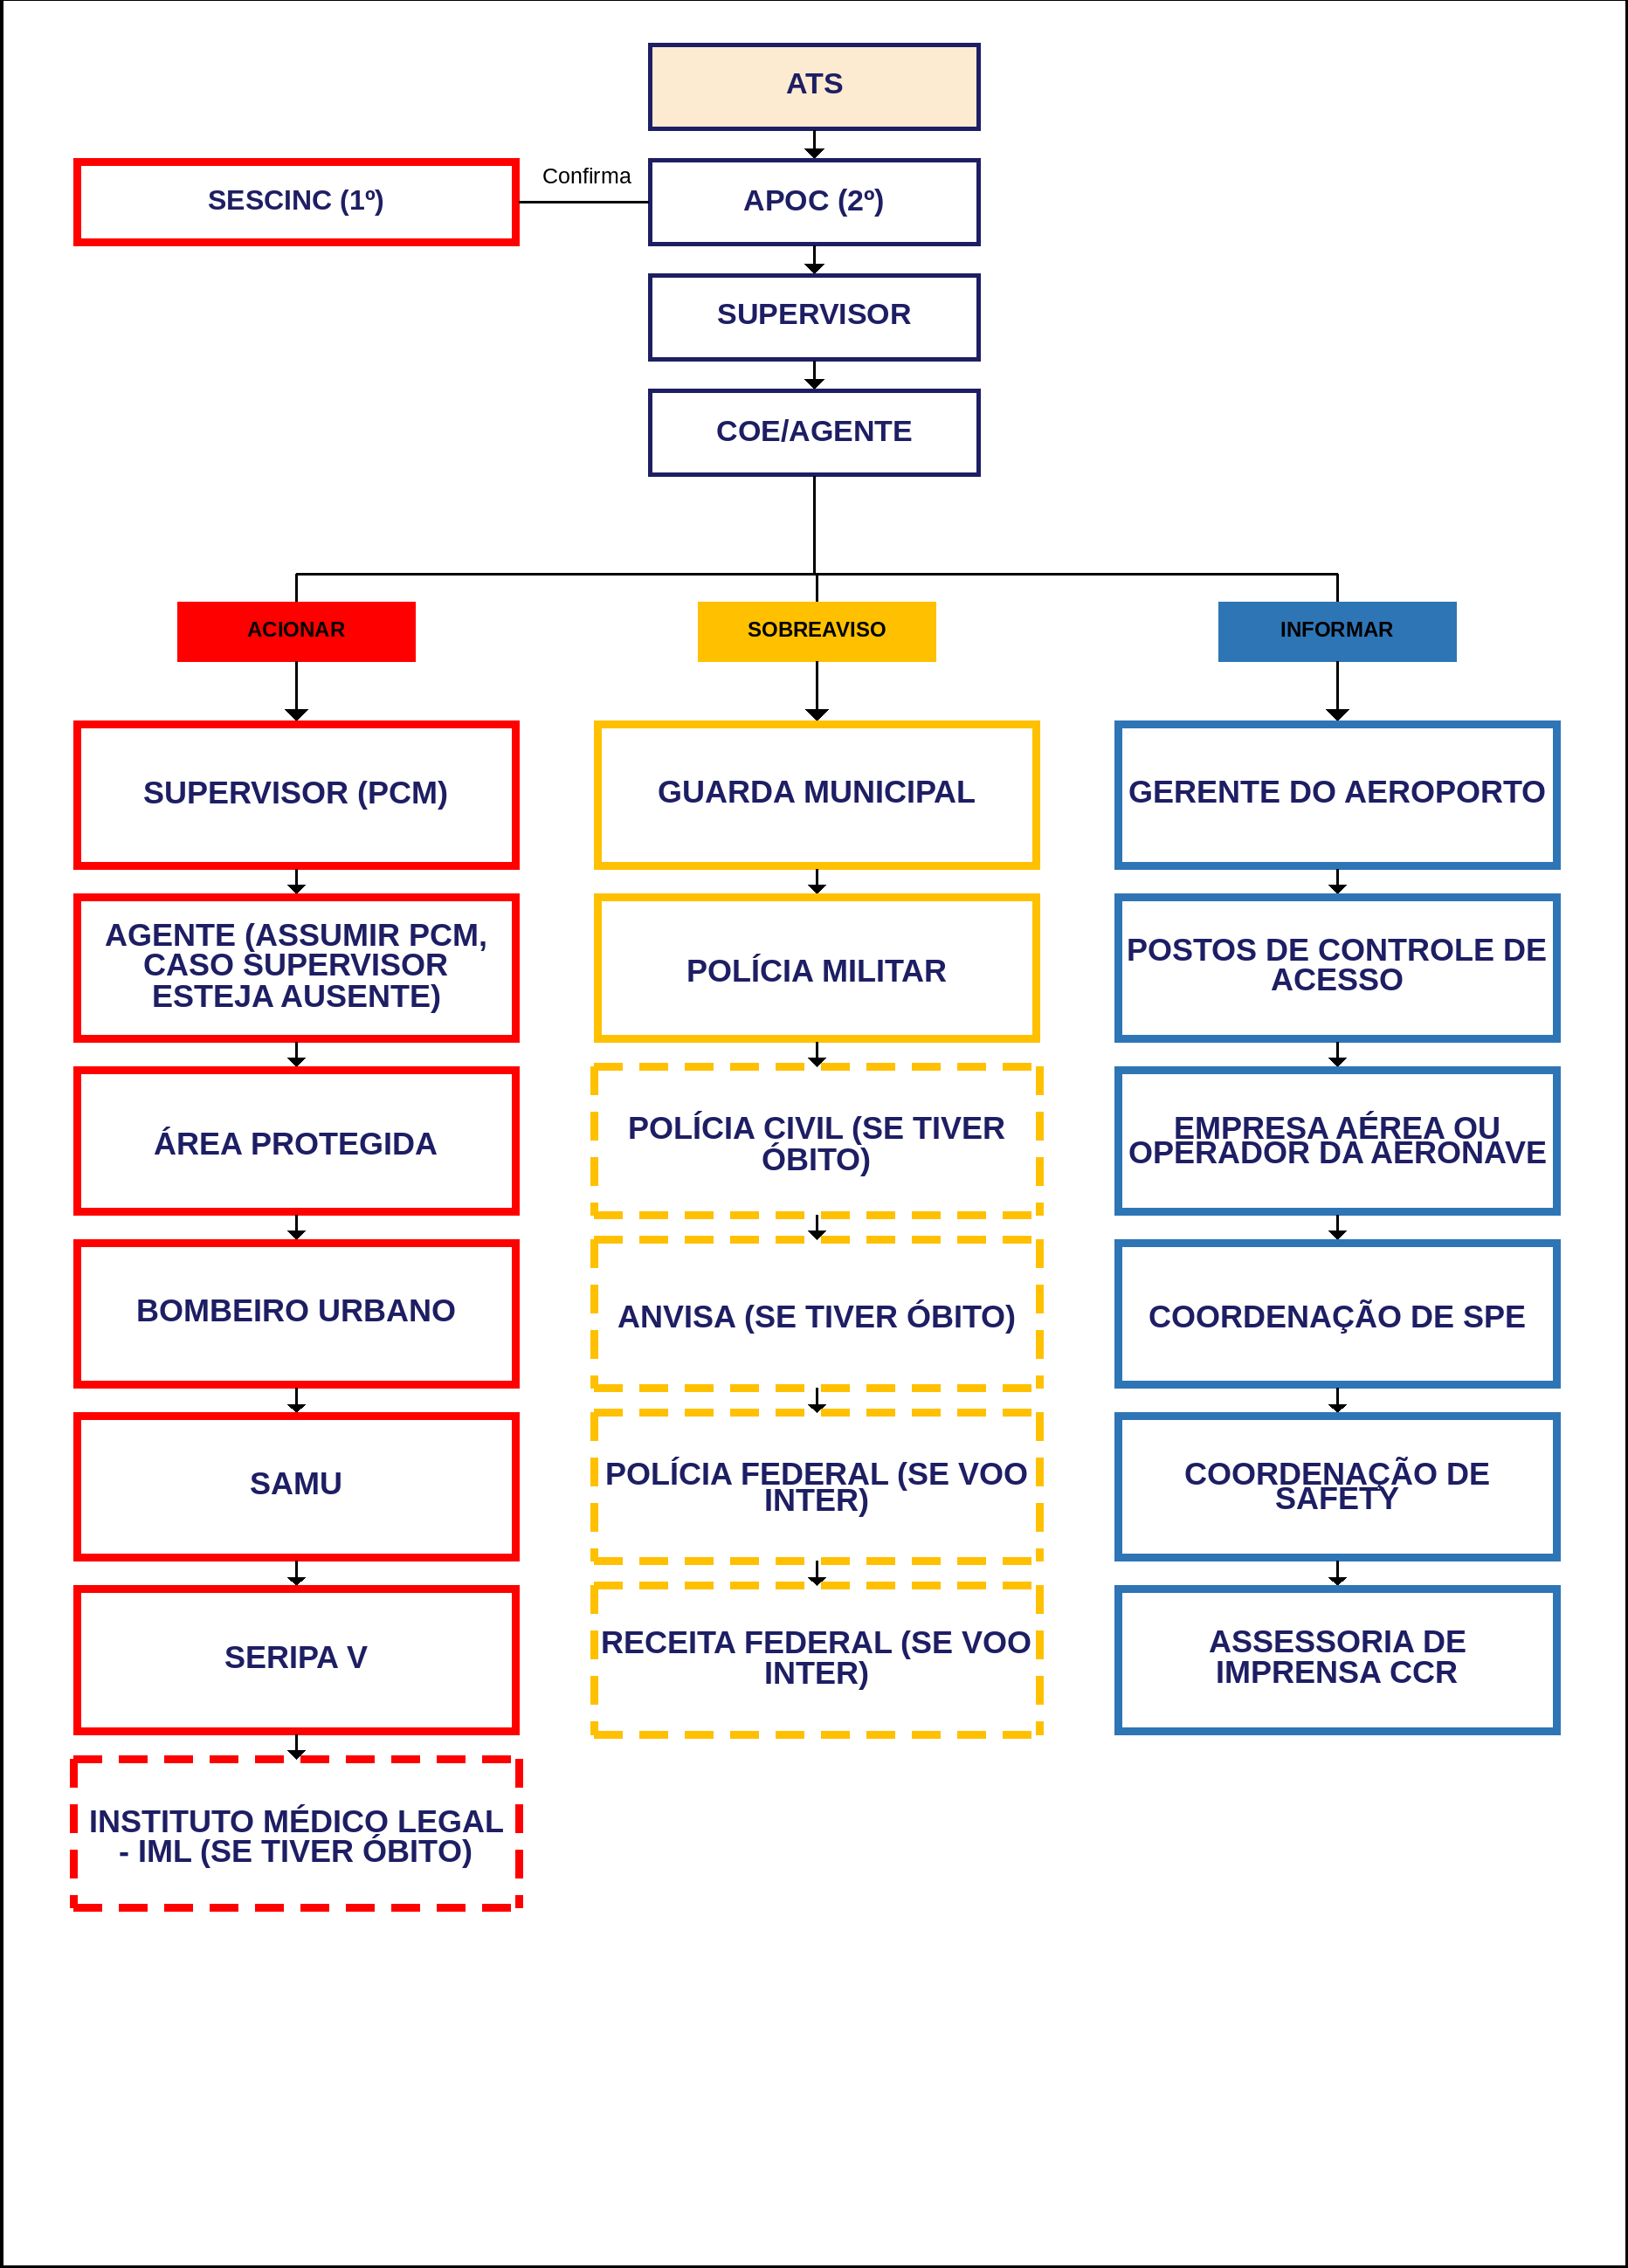 ATS
SESCINC (1º)
Confirma
APOC (2º)
SUPERVISOR
COE/AGENTE
ACIONAR
SOBREAVISO
INFORMAR
SUPERVISOR (PCM)
AGENTE (ASSUMIR PCM,
CASO SUPERVISOR
ESTEJA AUSENTE)
ÁREA PROTEGIDA
BOMBEIRO URBANO
SAMU
SERIPA V
INSTITUTO MÉDICO LEGAL
- IML (SE TIVER ÓBITO)
GUARDA MUNICIPAL
POLÍCIA MILITAR
POLÍCIA CIVIL (SE TIVER
ÓBITO)
ANVISA (SE TIVER ÓBITO)
POLÍCIA FEDERAL (SE VOO
INTER)
RECEITA FEDERAL (SE VOO
INTER)
GERENTE DO AEROPORTO
POSTOS DE CONTROLE DE
ACESSO
EMPRESA AÉREA OU
OPERADOR DA AERONAVE
COORDENAÇÃO DE SPE
COORDENAÇÃO DE
SAFETY
ASSESSORIA DE
IMPRENSA CCR